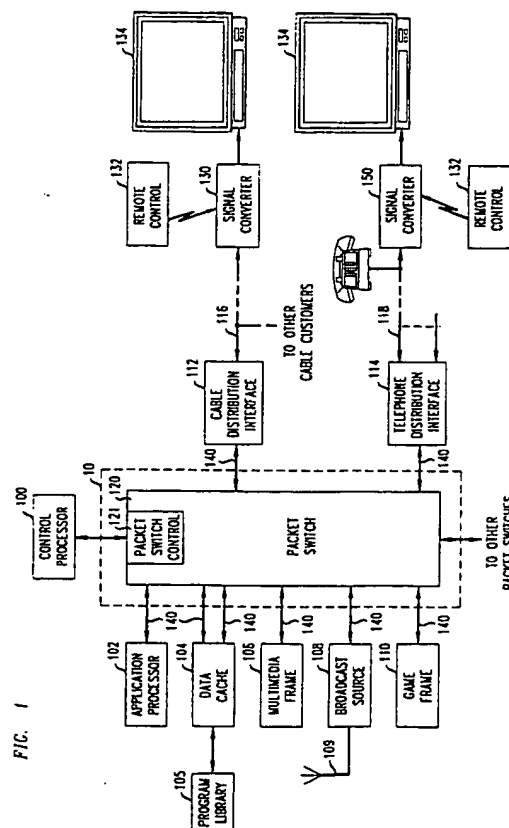 FIG. 1
100
CONTROL
PROCESSOR
10
120
121
PACKET
SWITCH
CONTROL
PACKET
SWITCH
102
APPLICATION
PROCESSOR
140
104
DATA
CACHE
140
140
105
PROGRAM
LIBRARY
106
MULTIMEDIA
FRAME
140
108
BROADCAST
SOURCE
140
109
110
GAME
FRAME
140
TO OTHER
PACKET SWITCHES
140
112
CABLE
DISTRIBUTION
INTERFACE
116
TO OTHER
CABLE CUSTOMERS
130
SIGNAL
CONVERTER
132
REMOTE
CONTROL
134
140
114
TELEPHONE
DISTRIBUTION
INTERFACE
118
150
SIGNAL
CONVERTER
132
REMOTE
CONTROL
134